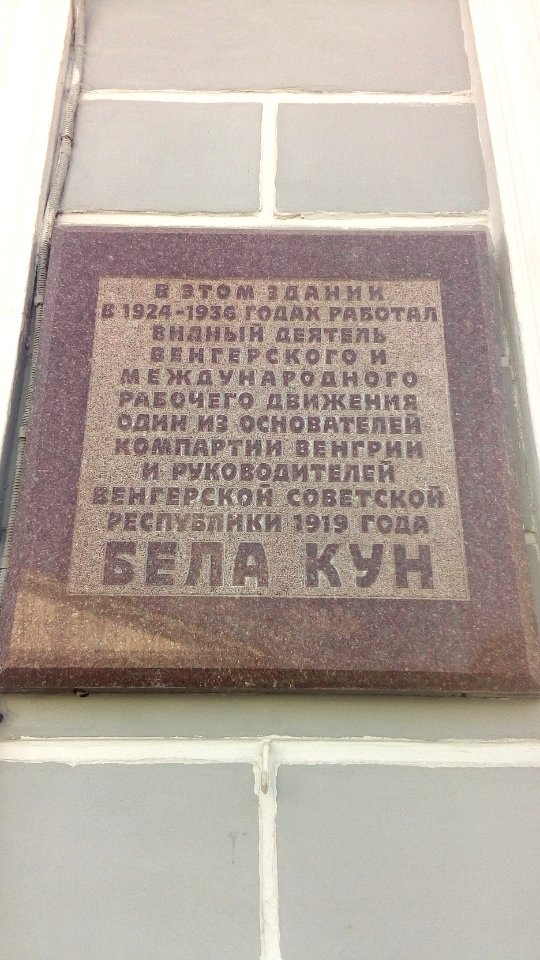 В ЭТОМ ЗДАНИИ
В 1924-1936 ГОДАХ РАБОТАЛ
ВИДНЫЙ ДЕЯТЕЛЬ
ВЕНГЕРСКОГО И
МЕЖДУНАРОДНОГО
РАБОЧЕГО ДВИЖЕНИЯ
ОДИН ИЗ ОСНОВАТЕЛЕЙ
КОМПАРТИИ ВЕНГРИИ
И РУКОВОДИТЕЛЕЙ
ВЕНГЕРСКОЙ СОВЕТСКОЙ
РЕСПУБЛИКИ 1919 ГОДА
БЕЛА КУН